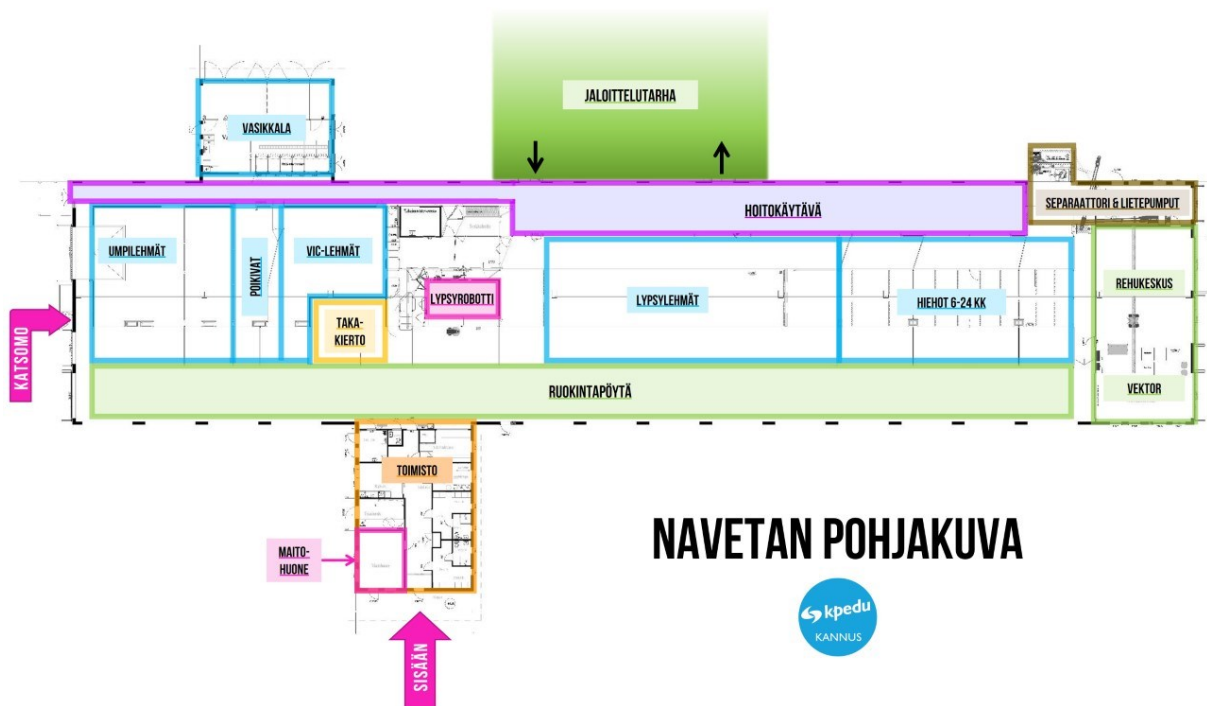 JALOITTELUTARHA
VASIKKALA
HOITOKÄYTÄVÄ
SEPARAATTORI & LIETEPUMPUT
UMPILEHMÄT
POIKIVAT
VIC-LEHMÄT
LYPSYROBOTTI
LYPSYLEHMÄT
HIEHOT 6-24 KK
REHUKESKUS
TAKA-
KIERTO
KATSOMO
RUOKINTAPÖYTÄ
VEKTOR
TOIMISTO
MAITO-
HUONE
SISÄÄN
NAVETAN POHJAKUVA
kpedu
KANNUS